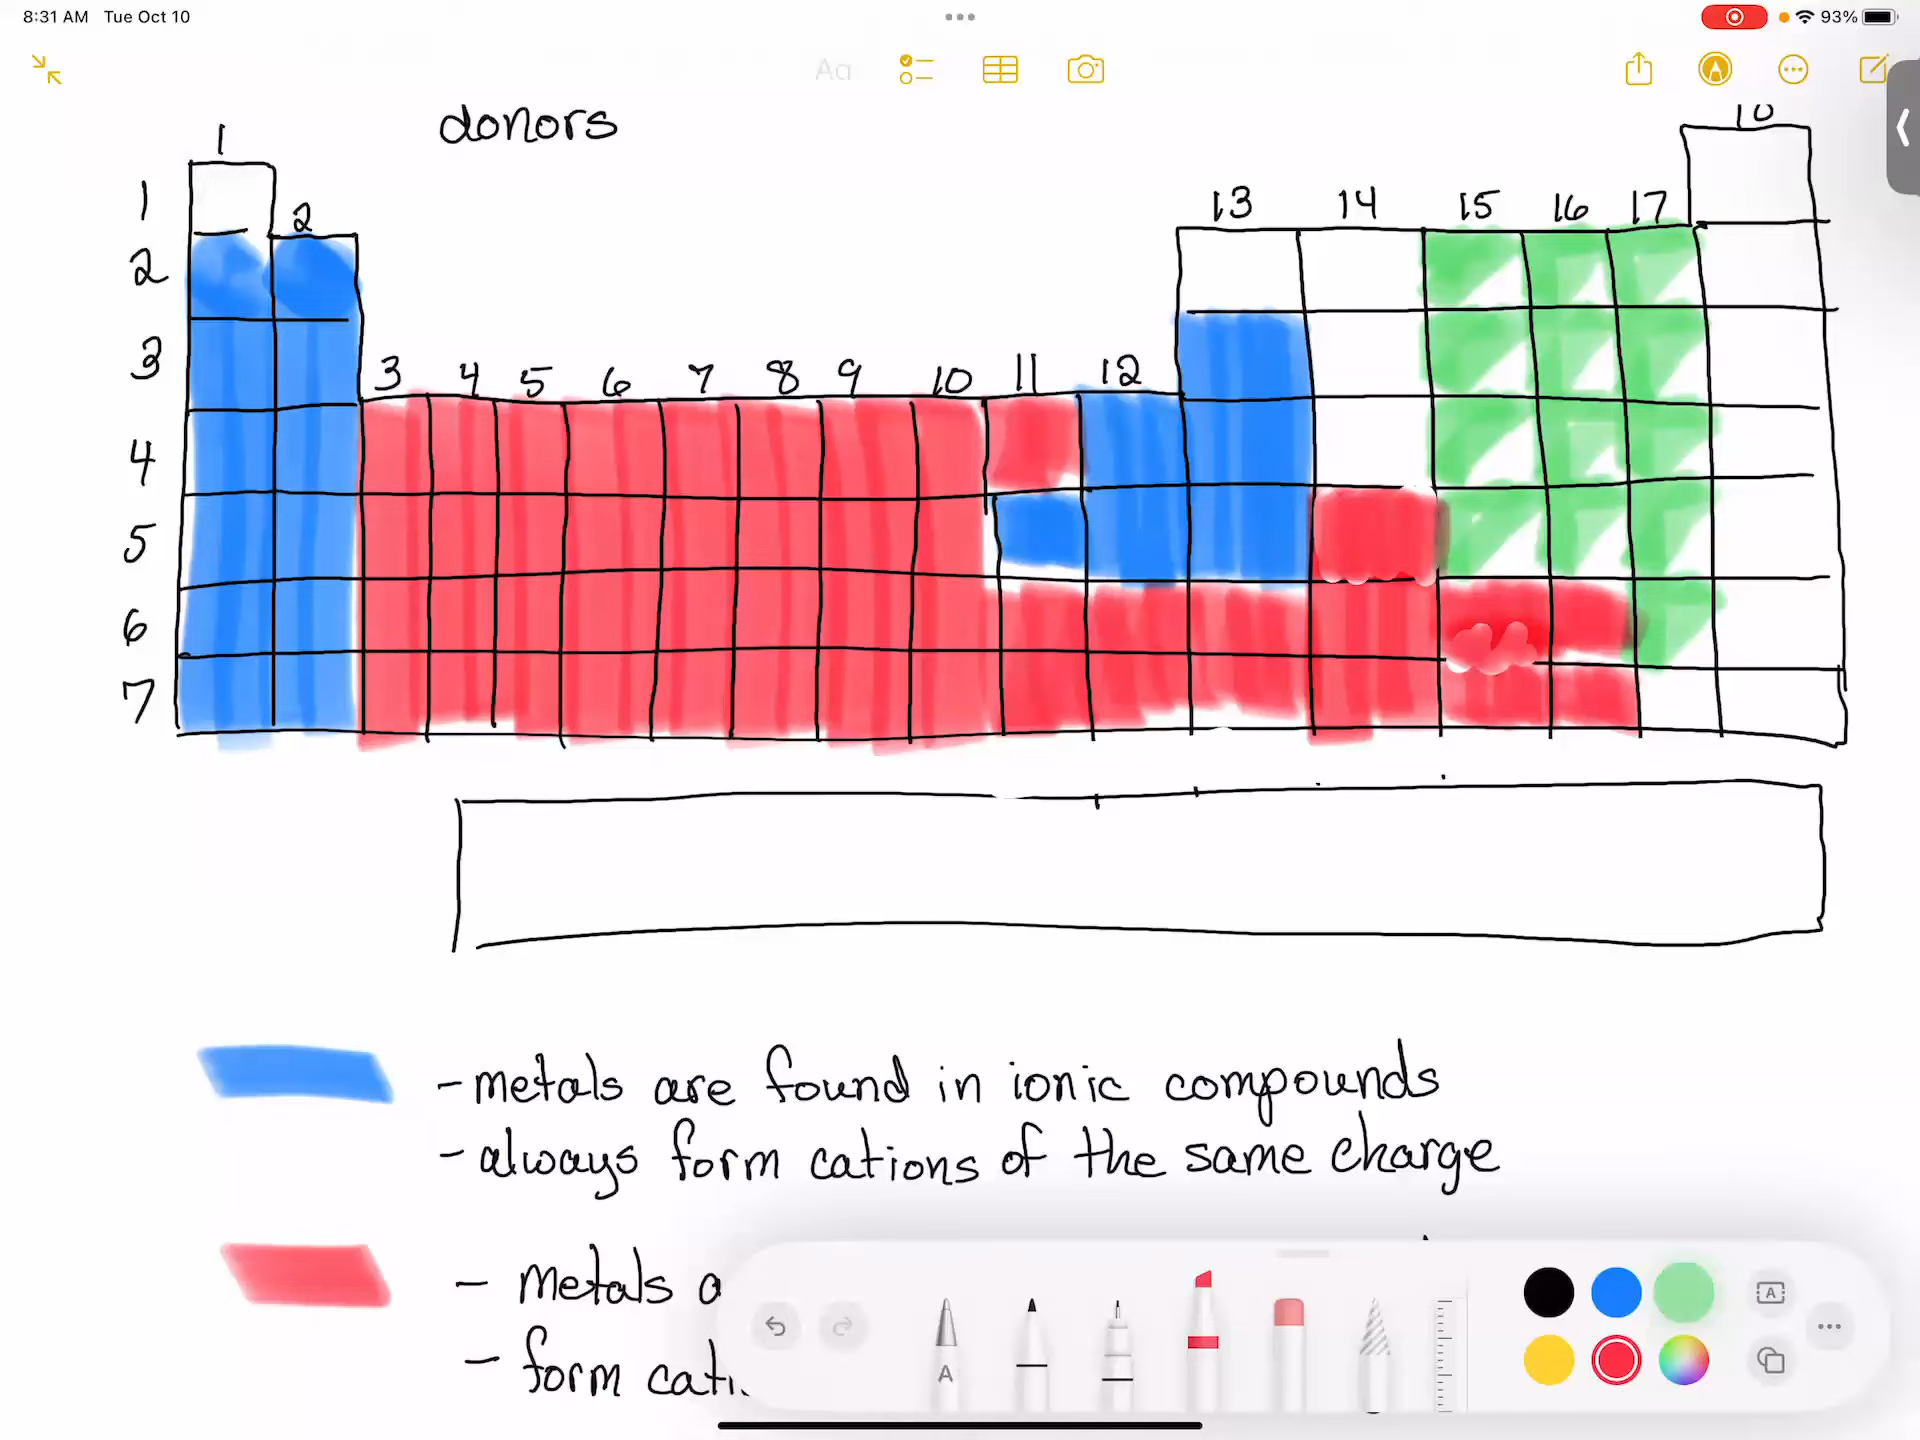 8:31 AM Tue Oct 10
93%
Aa
donors
1
2
13 14 15 16 17
3 4 5 6 7 8 9 10 11 12
1
2
3
4
5
6
7
- metals are found in ionic compounds
- always form cations of the same charge
- metals
- form
A
A